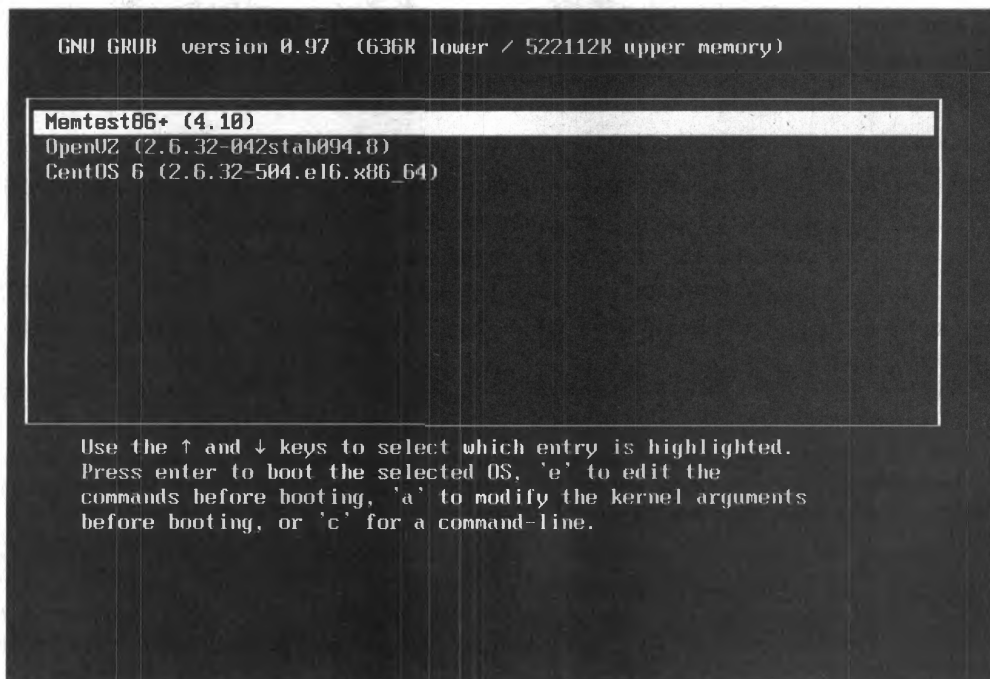 GNU GRUB version 0.97 (636K lower / 522112K upper memory)
Memtest86+ (4.10)
OpenVZ (2.6.32-042stab094.8)
CentOS 6 (2.6.32-504.el6.x86_64)
Use the ↑ and ↓ keys to select which entry is highlighted.
Press enter to boot the selected OS, 'e' to edit the
commands before booting, 'a' to modify the kernel arguments
before booting, or 'c' for a command-line.